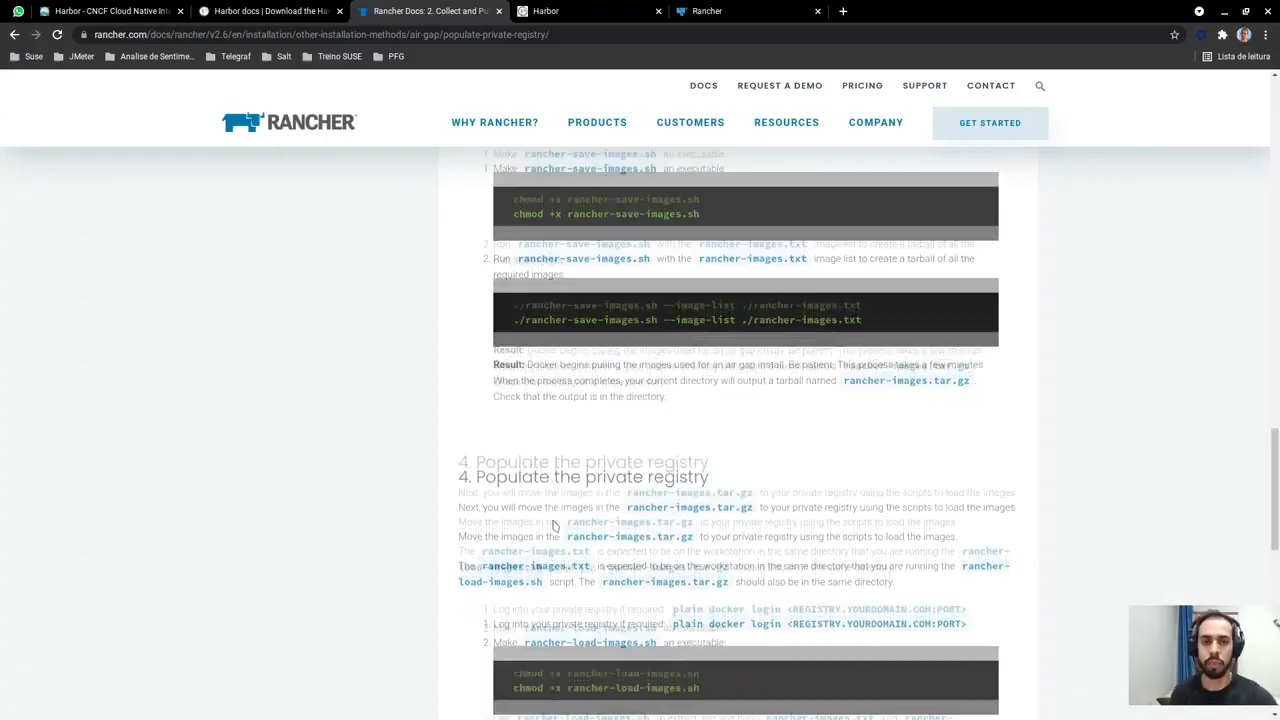 Harbor - CNCF Cloud Native Int
Harbor docs | Download the Har
Rancher Docs: 2. Collect and Pu
Harbor
Rancher
rancher.com/docs/rancher/v2.6/en/installation/other-installation-methods/air-gap/populate-private-registry/
Suse
JMeter
Analise de Sentime...
Telegraf
Salt
Treino SUSE
PFG
Lista de leitura
DOCS
REQUEST A DEMO
PRICING
SUPPORT
CONTACT
RANCHER
WHY RANCHER?
PRODUCTS
CUSTOMERS
RESOURCES
COMPANY
GET STARTED
1. Make rancher-save-images.sh an executable
chmod +x rancher-save-images.sh
2. Run rancher-save-images.sh with the rancher-images.txt image list to create a tarball of all the
required images
./rancher-save-images.sh --image-list ./rancher-images.txt
Result: Docker begins pulling the images used for an air gap install. Be patient. This process takes a few minutes
When the process completes, your current directory will output a tarball named rancher-images.tar.gz
Check that the output is in the directory.
4. Populate the private registry
Next, you will move the images in the rancher-images.tar.gz to your private registry using the scripts to load the images
Move the images in the rancher-images.tar.gz to your private registry using the scripts to load the images.
The rancher-images.txt is expected to be on the workstation in the same directory that you are running the rancher-
load-images.sh script. The rancher-images.tar.gz should also be in the same directory.
1. Log into your private registry if required: plain docker login <REGISTRY.YOURDOMAIN.COM:PORT>
2. Make rancher-load-images.sh an executable:
chmod +x rancher-load-images.sh